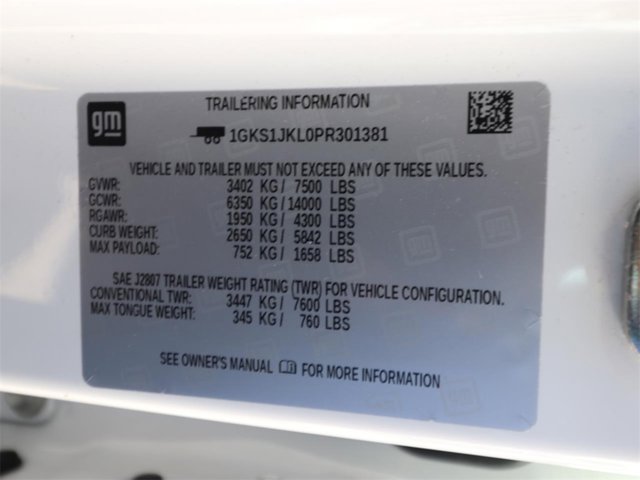 gm
TRAILERING INFORMATION
1GKS1JKL0PR301381
VEHICLE AND TRAILER MUST NOT EXCEED ANY OF THESE VALUES.
GVWR: 3402 KG/ 7500 LBS
GCWR: 6350 KG/14000 LBS
RGAWR: 1950 KG/ 4300 LBS
CURB WEIGHT: 2650 KG/ 5842 LBS
MAX PAYLOAD: 752 KG/ 1658 LBS
SAE J2807 TRAILER WEIGHT RATING (TWR) FOR VEHICLE CONFIGURATION.
CONVENTIONAL TWR: 3447 KG/ 7600 LBS
MAX TONGUE WEIGHT: 345 KG/ 760 LBS
SEE OWNER'S MANUAL FOR MORE INFORMATION